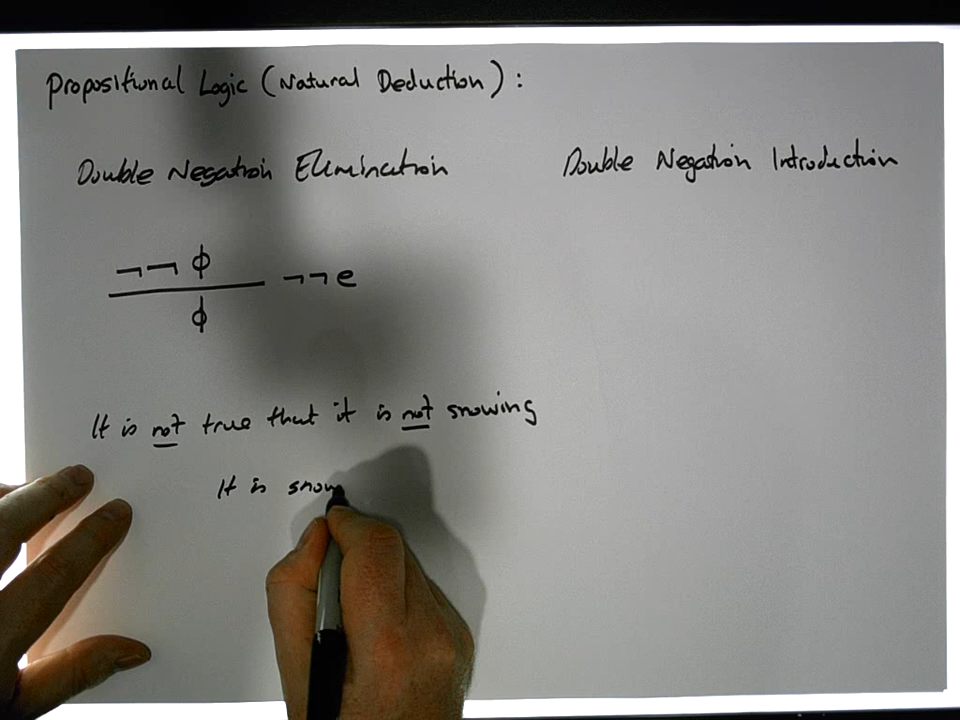 Propositional Logic (Natural Deduction) :
Double Negation Elimination
Double Negation Introduction
¬¬ϕ
¬¬e
ϕ
It is not true that it is not snowing
It is snow